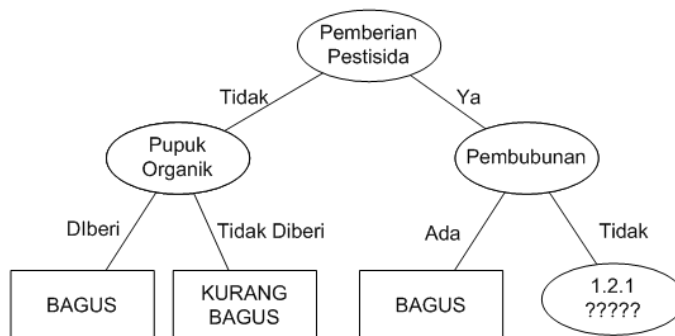 Pemberian
Pestisida
Tidak
Ya
Pupuk
Organik
Pembubunan
DIberi
Tidak Diberi
Ada
Tidak
BAGUS
KURANG
BAGUS
BAGUS
1.2.1
?????